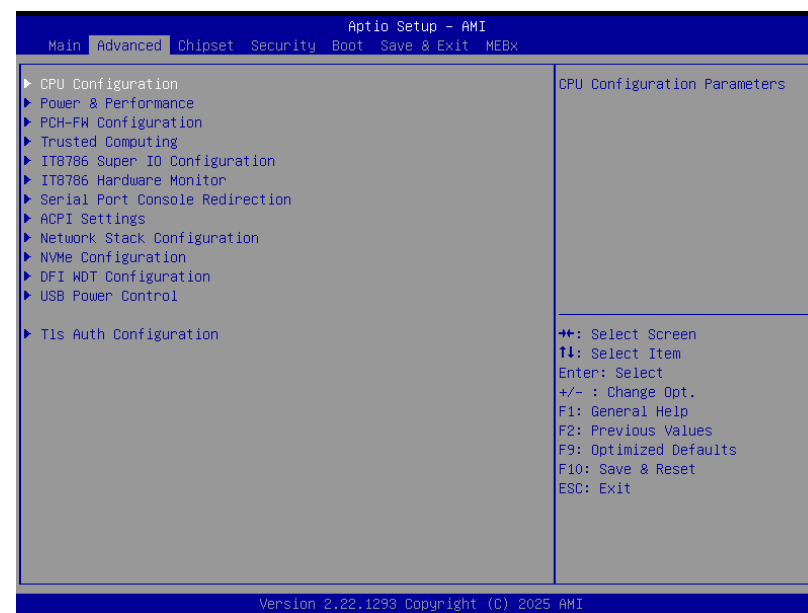 Aptio Setup – AMI
Main Advanced Chipset Security Boot Save & Exit MEBx
CPU Configuration
Power & Performance
PCH-FW Configuration
Trusted Computing
IT8786 Super IO Configuration
IT8786 Hardware Monitor
Serial Port Console Redirection
ACPI Settings
Network Stack Configuration
NVMe Configuration
DFI WDT Configuration
USB Power Control
Tls Auth Configuration
CPU Configuration Parameters
→←: Select Screen
↑↓: Select Item
Enter: Select
+/- : Change Opt.
F1: General Help
F2: Previous Values
F9: Optimized Defaults
F10: Save & Reset
ESC: Exit
Version 2.22.1293 Copyright (C) 2025 AMI